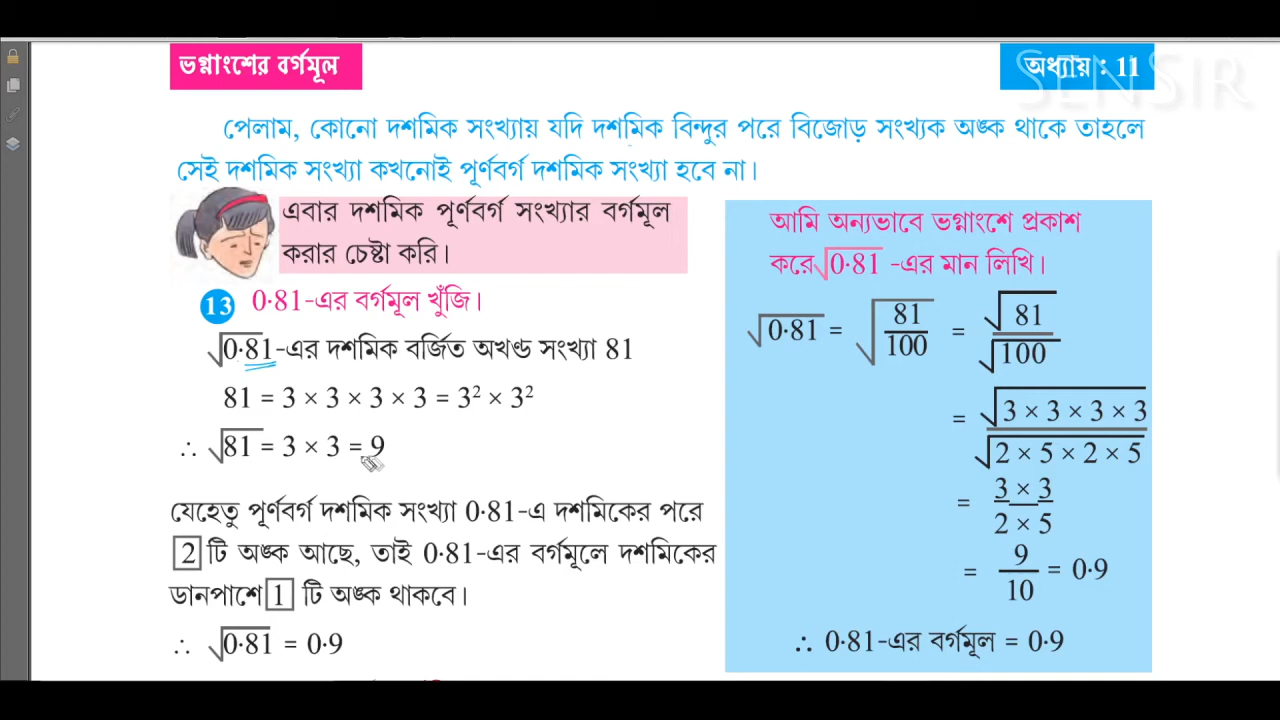 ভগ্নাংশের বর্গমূল
অধ্যায় : 11
SENSIR
পেলাম, কোনো দশমিক সংখ্যায় যদি দশমিক বিন্দুর পরে বিজোড় সংখ্যক অঙ্ক থাকে তাহলে
সেই দশমিক সংখ্যা কখনোই পূর্ণবর্গ দশমিক সংখ্যা হবে না।
এবার দশমিক পূর্ণবর্গ সংখ্যার বর্গমূল
করার চেষ্টা করি।
13 0·81-এর বর্গমূল খুঁজি।
√0·81-এর দশমিক বর্জিত অখণ্ড সংখ্যা 81
81 = 3 × 3 × 3 × 3 = 3² × 3²
∴ √81 = 3 × 3 = 9
যেহেতু পূর্ণবর্গ দশমিক সংখ্যা 0·81-এ দশমিকের পরে
2 টি অঙ্ক আছে, তাই 0·81-এর বর্গমূলে দশমিকের
ডানপাশে 1 টি অঙ্ক থাকবে।
∴ √0·81 = 0·9
আমি অন্যভাবে ভগ্নাংশে প্রকাশ
করে √0·81 -এর মান লিখি।
√0·81 = √81/100 = √81/√100
= √3 × 3 × 3 × 3/√2 × 5 × 2 × 5
= 3 × 3/2 × 5
= 9/10 = 0·9
∴ 0·81-এর বর্গমূল = 0·9